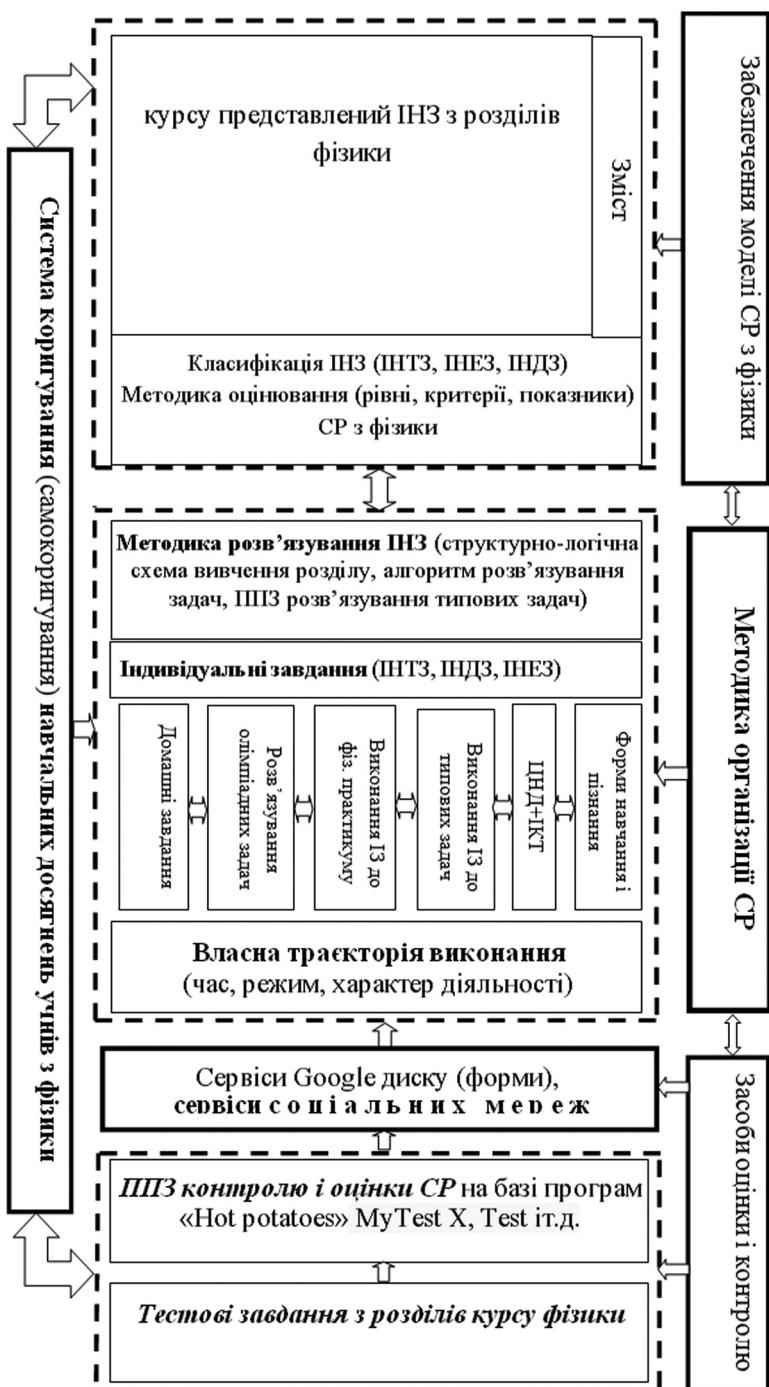 курсу представлений ІНЗ з розділів
фізики
Зміст
Класифікація ІНЗ (ІНТЗ, ІНЕЗ, ІНДЗ)
Методика оцінювання (рівні, критерії, показники)
СР з фізики
Забезпечення моделі СР з фізики
Система коригування (самокоригування) навчальних досягнень учнів з фізики
Методика розв’язування ІНЗ (структурно-логічна
схема вивчення розділу, алгоритм розв’язування
задач, ППЗ розв’язування типових задач)
Індивідуальні завдання (ІНТЗ, ІНДЗ, ІНЕЗ)
Домашні завдання
Розв’язування
олімпіадних задач
Виконання ІЗ до
фіз. практикуму
Виконання ІЗ до
типових задач
ЦНД+ІКТ
Форми навчання і
пізнання
Власна траєкторія виконання
(час, режим, характер діяльності)
Методика організації СР
Сервіси Google диску (форми),
сервіси соціальних мереж
ППЗ контролю і оцінки СР на базі програм
«Hot potatoes» MyTest X, Test іт.д.
Тестові завдання з розділів курсу фізики
Засоби оцінки і контролю